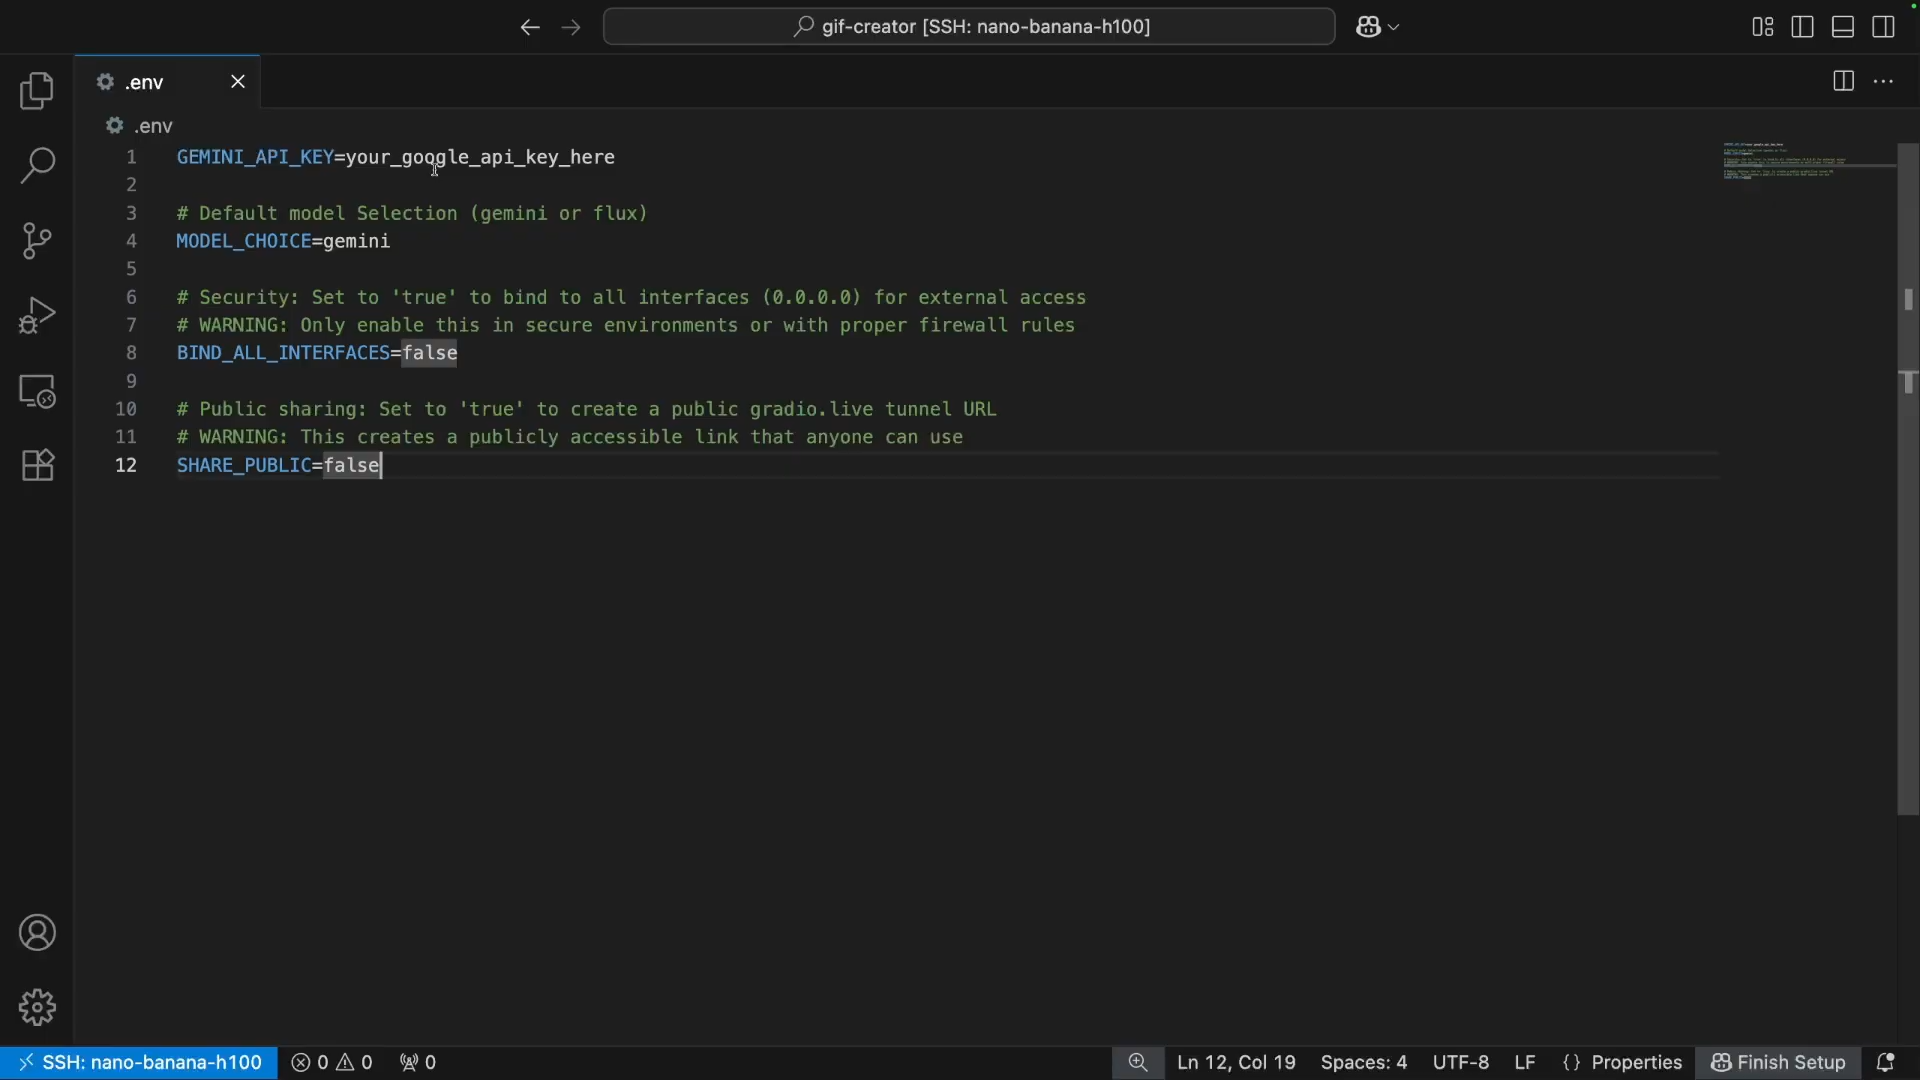 gif-creator [SSH: nano-banana-h100]
.env
.env
1 GEMINI_API_KEY=your_google_api_key_here
2
3 # Default model Selection (gemini or flux)
4 MODEL_CHOICE=gemini
5
6 # Security: Set to 'true' to bind to all interfaces (0.0.0.0) for external access
7 # WARNING: Only enable this in secure environments or with proper firewall rules
8 BIND_ALL_INTERFACES=false
9
10 # Public sharing: Set to 'true' to create a public gradio.live tunnel URL
11 # WARNING: This creates a publicly accessible link that anyone can use
12 SHARE_PUBLIC=false
SSH: nano-banana-h100 0 0 0 Ln 12, Col 19 Spaces: 4 UTF-8 LF {} Properties Finish Setup